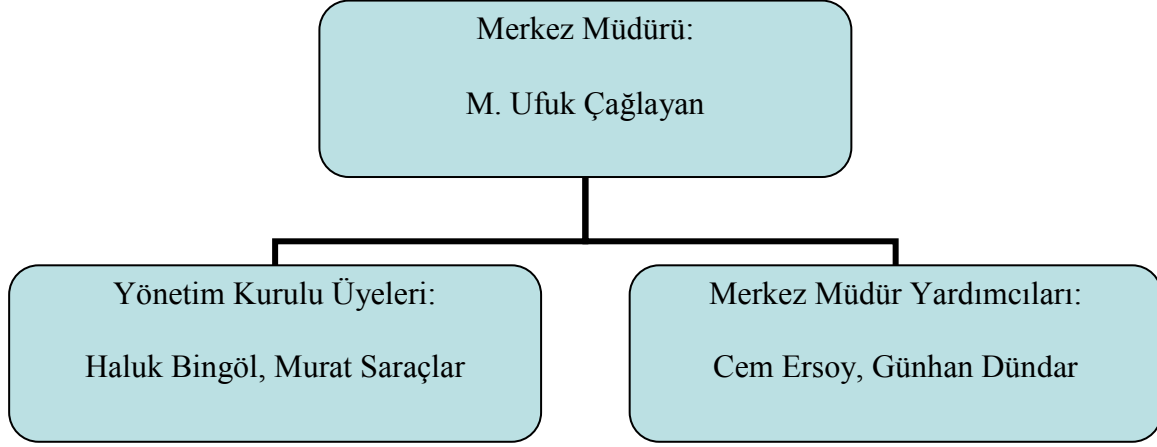 Merkez Müdürü:
M. Ufuk Çağlayan
Yönetim Kurulu Üyeleri:
Haluk Bingöl, Murat Saraçlar
Merkez Müdür Yardımcıları:
Cem Ersoy, Günhan Dündar